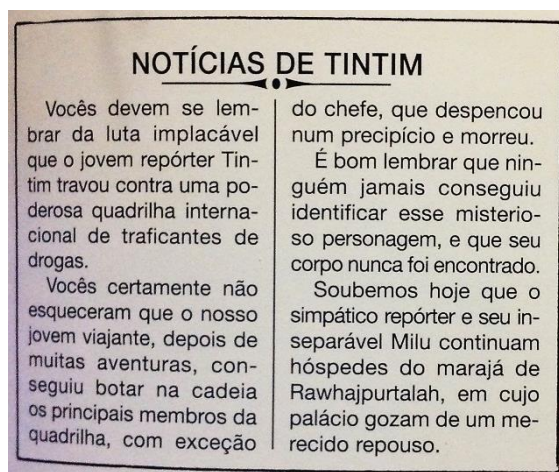 NOTÍCIAS DE TINTIM
Vocês devem se lem-
brar da luta implacável
que o jovem repórter Tin-
tim travou contra uma po-
derosa quadrilha interna-
cional de traficantes de
drogas.
Vocês certamente não
esqueceram que o nosso
jovem viajante, depois de
muitas aventuras, con-
seguiu botar na cadeia
os principais membros da
quadrilha, com exceção
do chefe, que despencou
num precipício e morreu.
É bom lembrar que nin-
guém jamais conseguiu
identificar esse misterio-
so personagem, e que seu
corpo nunca foi encontrado.
Soubemos hoje que o
simpático repórter e seu in-
separável Milu continuam
hóspedes do marajá de
Rawhajpurtalah, em cujo
palácio gozam de um me-
recido repouso.